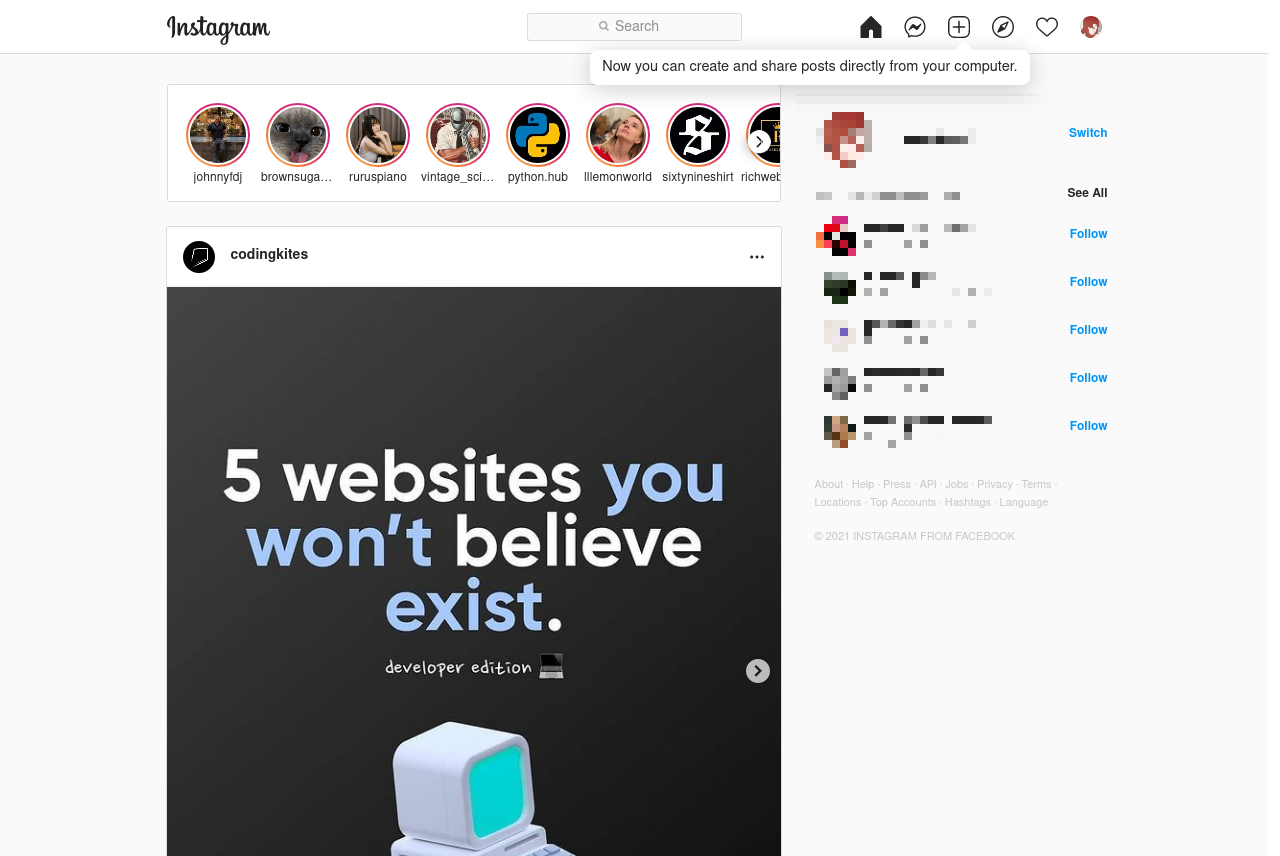 Instagram
Search
Now you can create and share posts directly from your computer.
johnnyfdj
brownsuga...
ruruspiano
vintage_sci...
python.hub
lllemonworld
sixtynineshirt
richweb
Switch
See All
codingkites
Follow
Follow
Follow
Follow
Follow
5 websites you
won't believe
exist.
developer edition
About · Help · Press · API · Jobs · Privacy · Terms ·
Locations · Top Accounts · Hashtags · Language
© 2021 INSTAGRAM FROM FACEBOOK